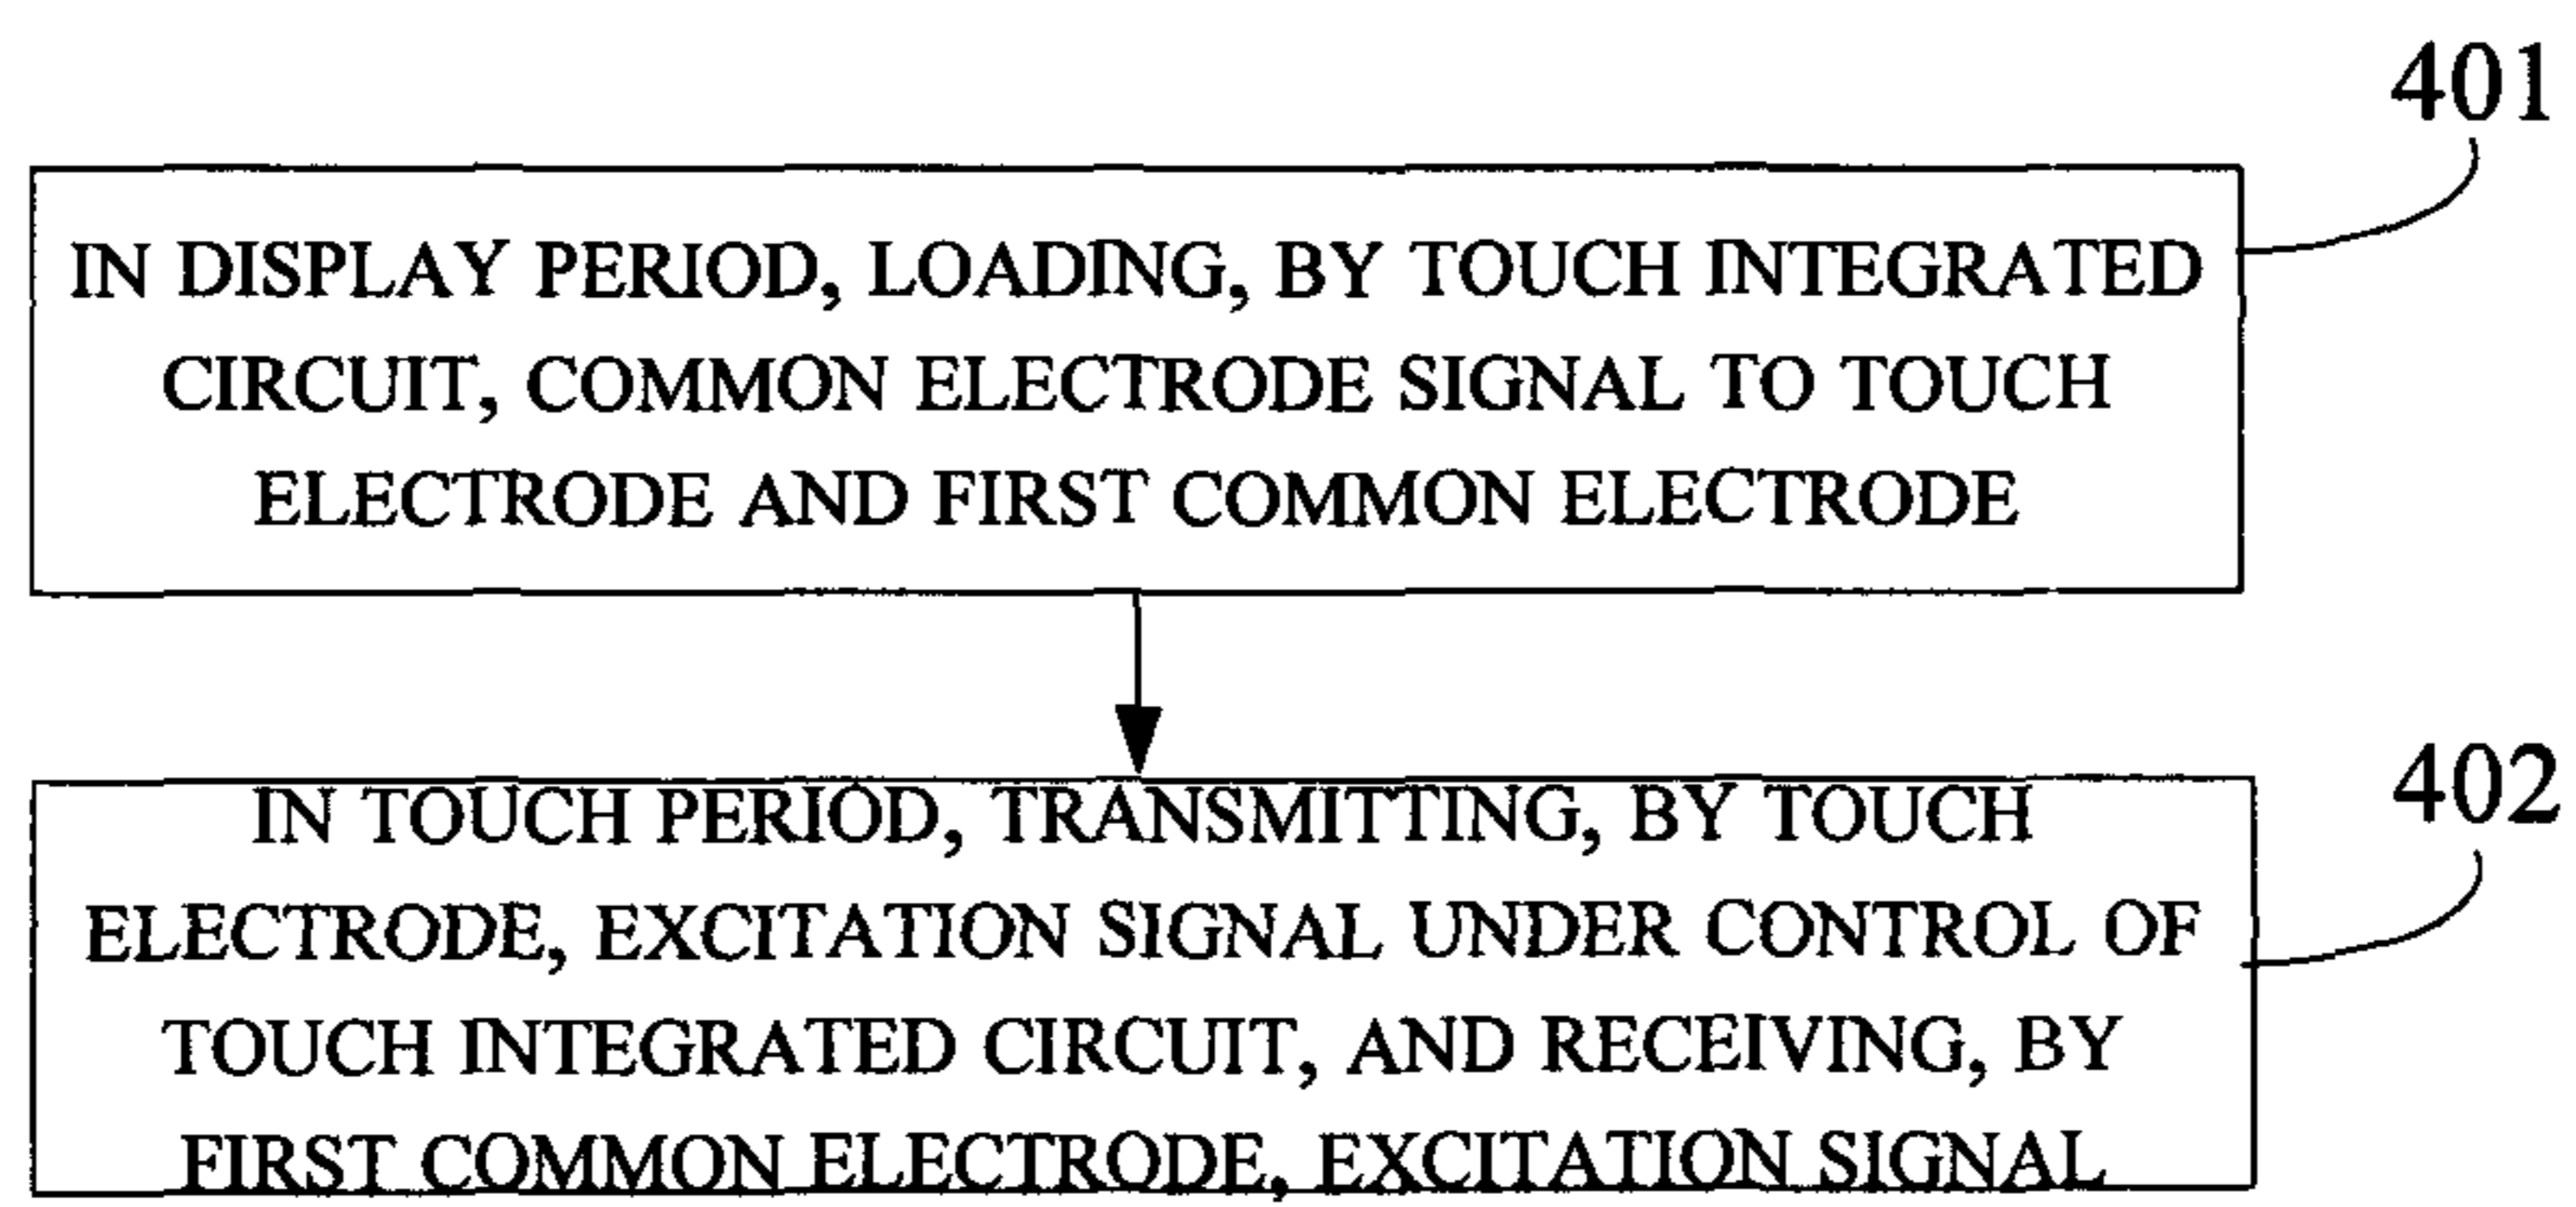 401
IN DISPLAY PERIOD, LOADING, BY TOUCH INTEGRATED
CIRCUIT, COMMON ELECTRODE SIGNAL TO TOUCH
ELECTRODE AND FIRST COMMON ELECTRODE
402
IN TOUCH PERIOD, TRANSMITTING, BY TOUCH
ELECTRODE, EXCITATION SIGNAL UNDER CONTROL OF
TOUCH INTEGRATED CIRCUIT, AND RECEIVING, BY
FIRST COMMON ELECTRODE, EXCITATION SIGNAL